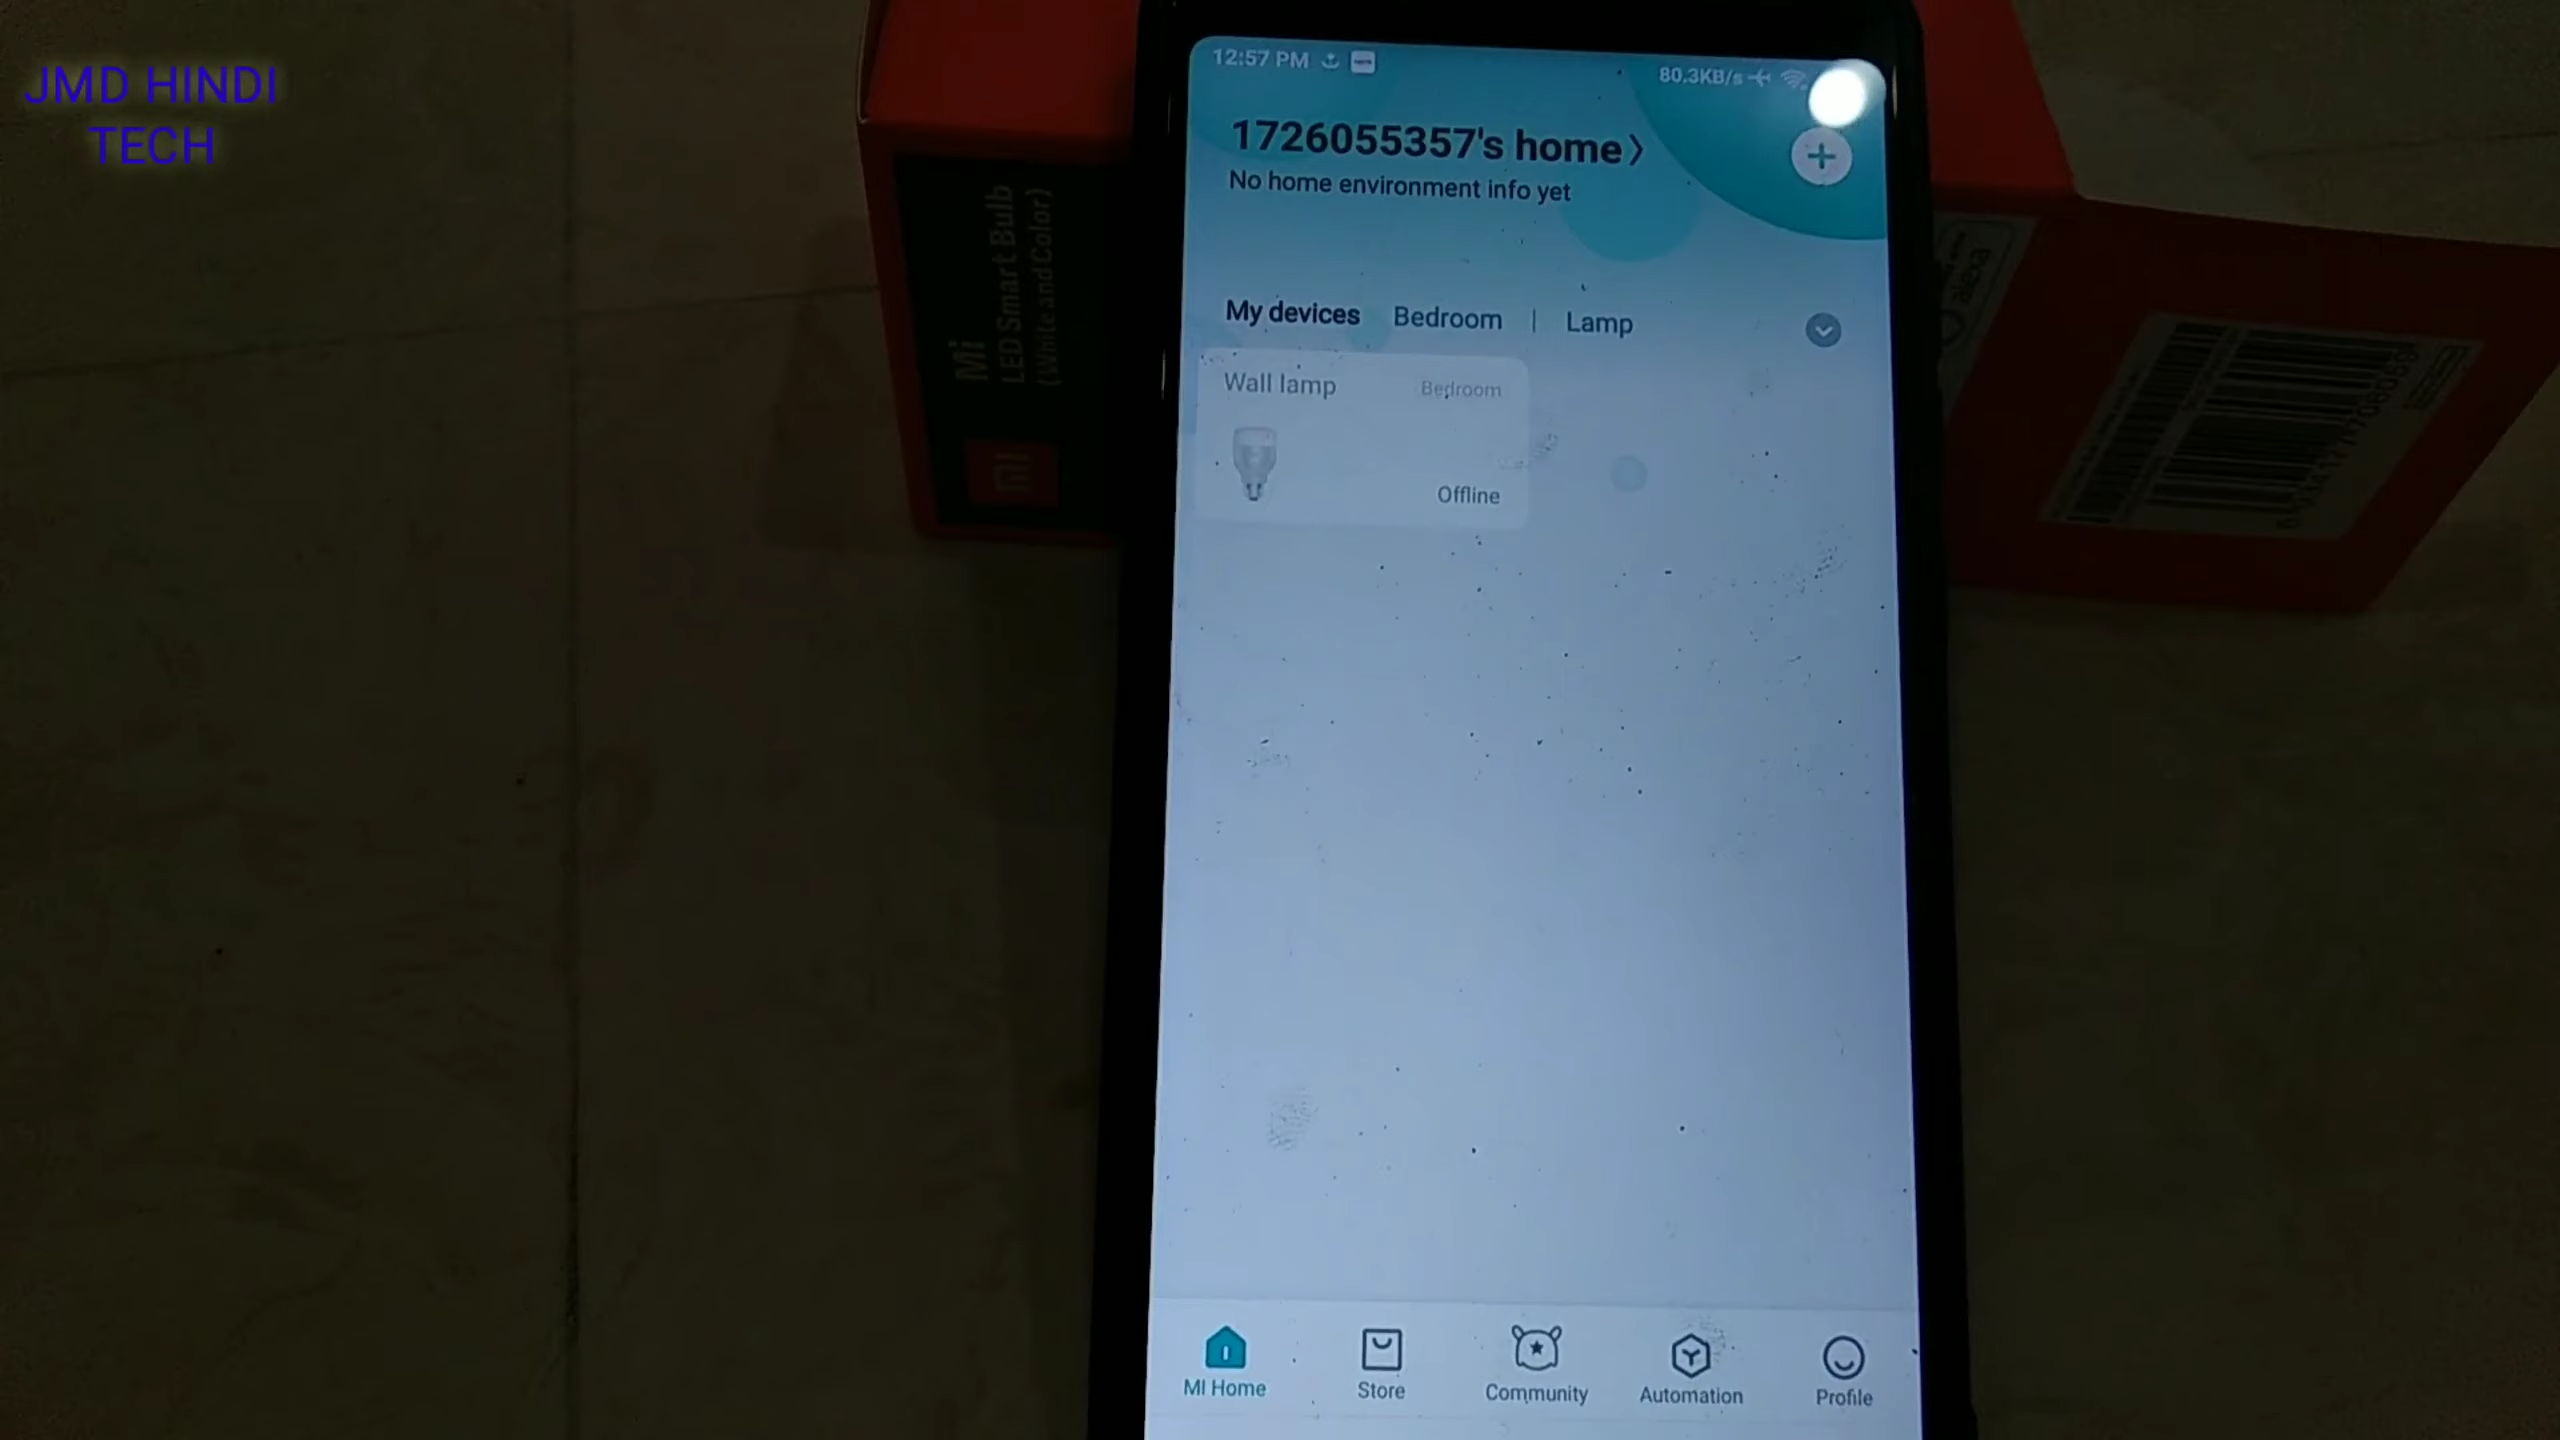 JMD HINDI
TECH
12:57 PM
80.3KB/s
1726055357's home
No home environment info yet
My devices Bedroom | Lamp
Wall lamp Bedroom
Offline
MI Home Store Community Automation Profile
Mi
LED Smart Bulb
(White and Color)
alexa